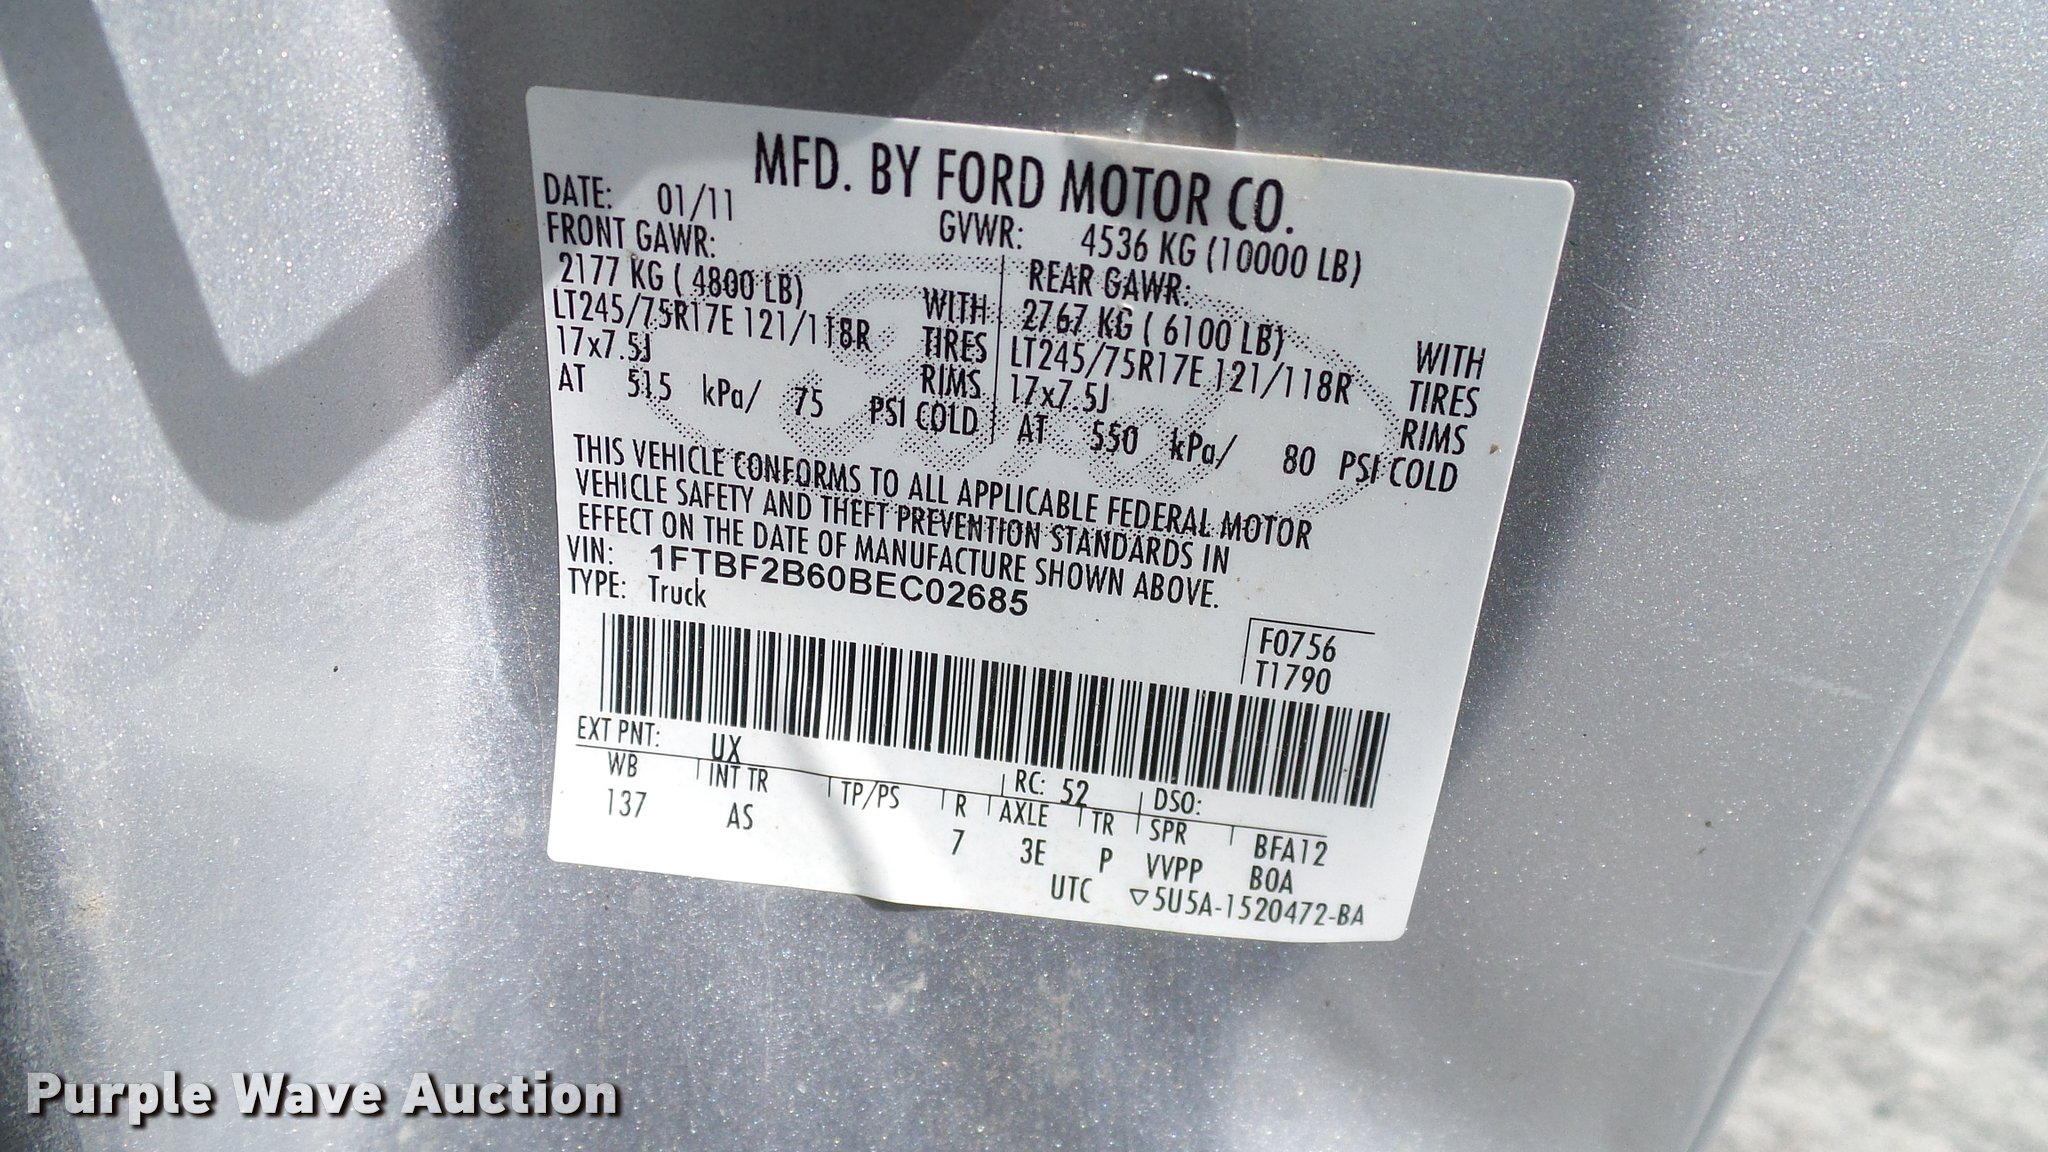 MFD. BY FORD MOTOR CO.
DATE: 01/11 GVWR: 4536 KG (10000 LB)
FRONT GAWR: REAR GAWR:
2177 KG ( 4800 LB) WITH 2767 KG ( 6100 LB) WITH
LT245/75R17E 121/118R TIRES LT245/75R17E 121/118R TIRES
17x7.5J RIMS 17x7.5J RIMS
AT 515 kPa/ 75 PSI COLD AT 550 kPa/ 80 PSI COLD
THIS VEHICLE CONFORMS TO ALL APPLICABLE FEDERAL MOTOR
VEHICLE SAFETY AND THEFT PREVENTION STANDARDS IN
EFFECT ON THE DATE OF MANUFACTURE SHOWN ABOVE.
VIN: 1FTBF2B60BEC02685
TYPE: Truck
F0756
T1790
EXT PNT: UX RC: 52 DSO:
WB INT TR TP/PS R AXLE TR SPR BFA12
137 AS 7 3E P VVPP BOA
UTC ▽5U5A-1520472-BA
Purple Wave Auction